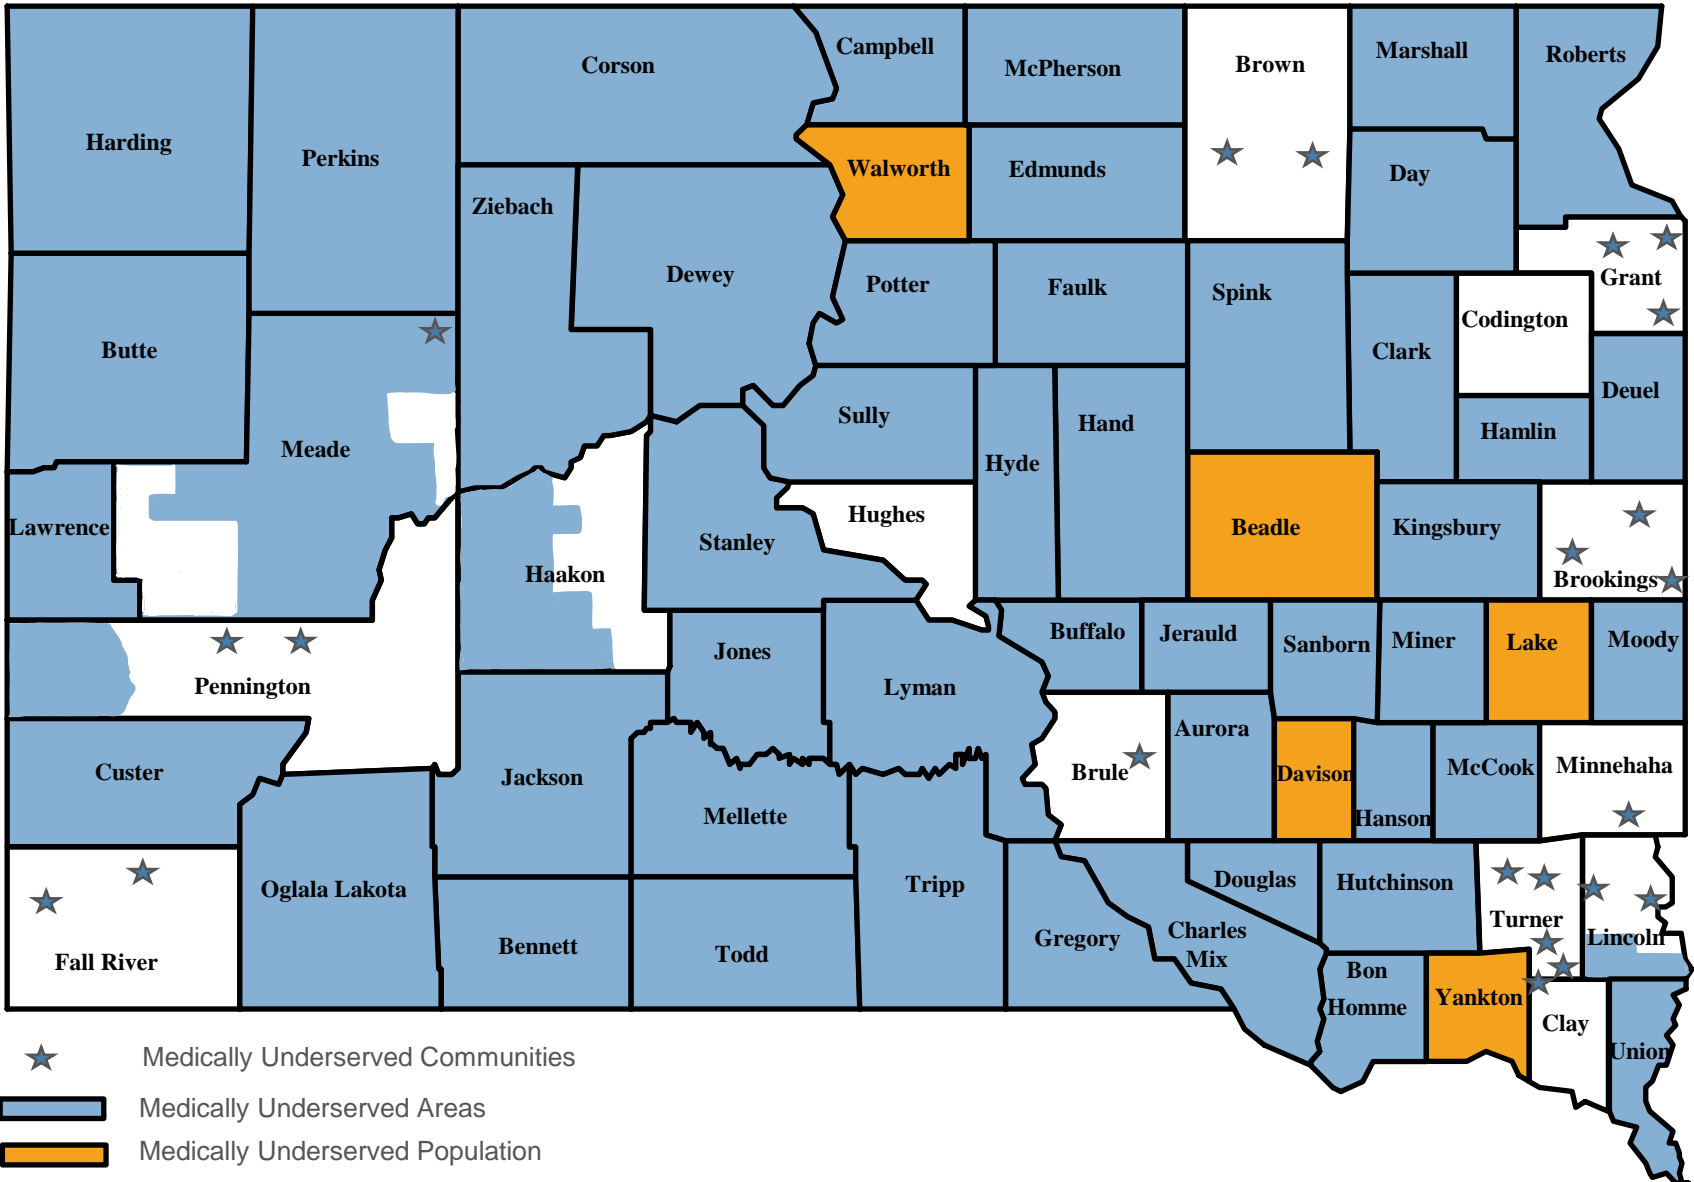 Campbell
Marshall
Roberts
Corson
McPherson
Brown
Harding
Perkins
Walworth
Edmunds
Day
Ziebach
Dewey
Potter
Faulk
Spink
Grant
Codington
Butte
Clark
Deuel
Sully
Hand
Hamlin
Meade
Hyde
Lawrence
Hughes
Stanley
Beadle
Kingsbury
Haakon
Brookings
Buffalo
Jerauld
Sanborn
Miner
Lake
Moody
Jones
Pennington
Lyman
Aurora
Custer
Jackson
Brule
Davison
McCook
Minnehaha
Mellette
Hanson
Oglala Lakota
Tripp
Douglas
Hutchinson
Turner
Fall River
Bennett
Todd
Gregory
Charles
Mix
Lincoln
Bon
Homme
Yankton
Clay
Union
Medically Underserved Communities
Medically Underserved Areas
Medically Underserved Population